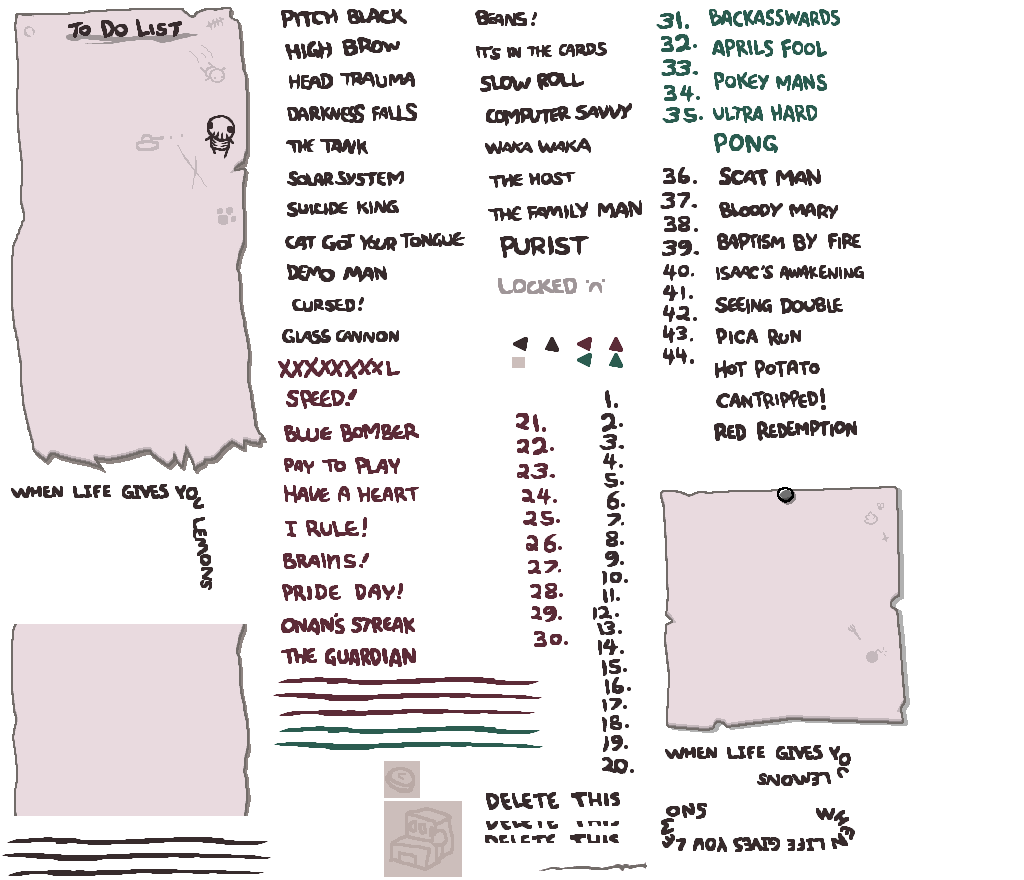 TO DO LIST
WHEN LIFE GIVES YOU LEMONS
PITCH BLACK
HIGH BROW
HEAD TRAUMA
DARKNESS FALLS
THE TANK
SOLAR SYSTEM
SUICIDE KING
CAT GOT YOUR TONGUE
DEMO MAN
CURSED!
GLASS CANNON
XXXXXXXXL
SPEED!
BLUE BOMBER
PAY TO PLAY
HAVE A HEART
I RULE!
BRAINS!
PRIDE DAY!
ONAN'S STREAK
THE GUARDIAN
BEANS!
IT'S IN THE CARDS
SLOW ROLL
COMPUTER SAVVY
WAKA WAKA
THE HOST
THE FAMILY MAN
PURIST
LOCKED :'(
21.
22.
23.
24.
25.
26.
27.
28.
29.
30.
1.
2.
3.
4.
5.
6.
7.
8.
9.
10.
11.
12.
13.
14.
15.
16.
17.
18.
19.
20.
DELETE THIS
DELETE THIS
DELETE THIS
31.
32.
33.
34.
35.
36.
37.
38.
39.
40.
41.
42.
43.
44.
BACKASSWARDS
APRILS FOOL
POKEY MANS
ULTRA HARD
PONG
SCAT MAN
BLOODY MARY
BAPTISM BY FIRE
ISAAC'S AWAKENING
SEEING DOUBLE
PICA RUN
HOT POTATO
CANTRIPPED!
RED REDEMPTION
WHEN LIFE GIVES YOU
LEMONS
WHEN LIFE GIVES YOU LEMONS